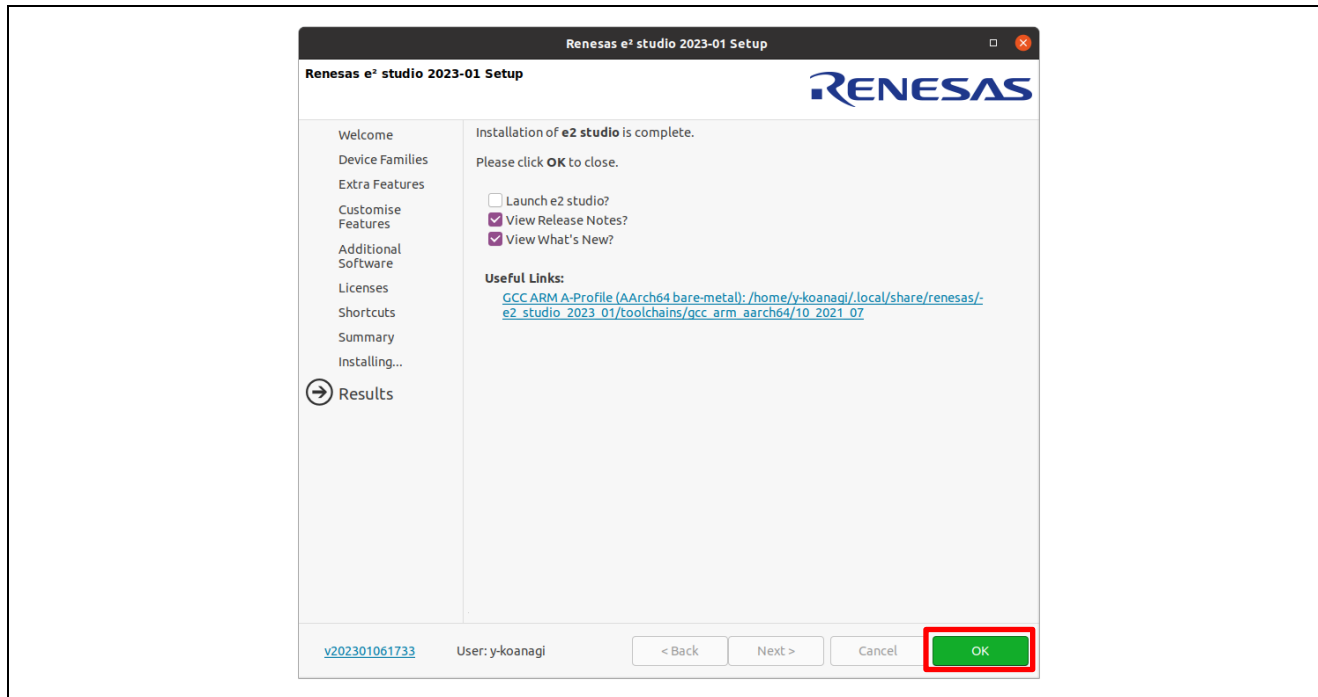 Renesas e² studio 2023-01 Setup
Renesas e² studio 2023-01 Setup
RENESAS
Welcome
Device Families
Extra Features
Customise
Features
Additional
Software
Licenses
Shortcuts
Summary
Installing...
Results
Installation of e2 studio is complete.
Please click OK to close.
Launch e2 studio?
View Release Notes?
View What's New?
Useful Links:
GCC ARM A-Profile (AArch64 bare-metal): /home/y-koanagi/.local/share/renesas/-
e2_studio_2023_01/toolchains/gcc_arm_aarch64/10_2021_07
v202301061733
User: y-koanagi
< Back
Next >
Cancel
OK